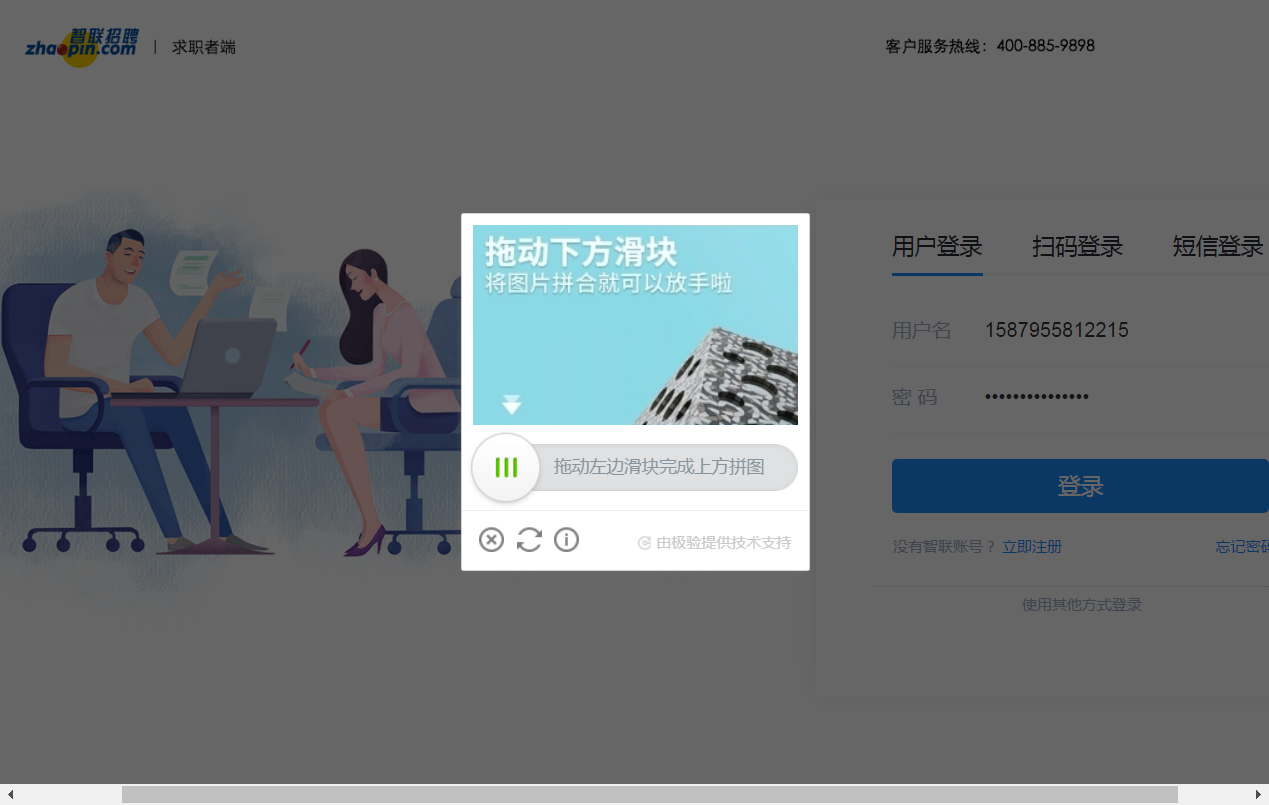 智联招聘
zhaopin.com
求职者端
客户服务热线：400-885-9898
拖动下方滑块
将图片拼合就可以放手啦
拖动左边滑块完成上方拼图
由极验提供技术支持
用户登录 扫码登录 短信登录
用户名 1587955812215
密 码 •••••••••••••••
登录
没有智联账号？ 立即注册 忘记密码
使用其他方式登录